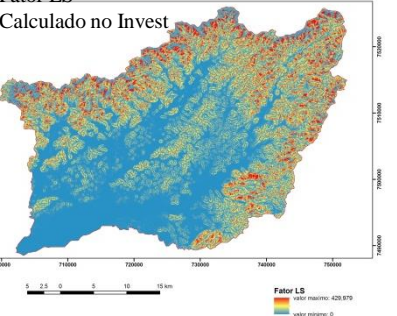 Fator LS
Calculado no Invest
7520000
7510000
7500000
7490000
710000 720000 730000 740000 750000
5 2.5 0 5 10 15 km
Fator LS
valor maximo: 429,979
valor minimo: 0